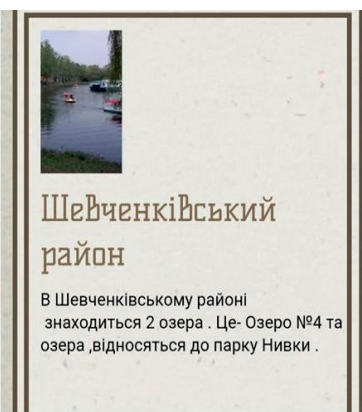 Шевченківський
район
В Шевченківському районі
знаходиться 2 озера . Це- Озеро №4 та
озера ,відносяться до парку Нивки .